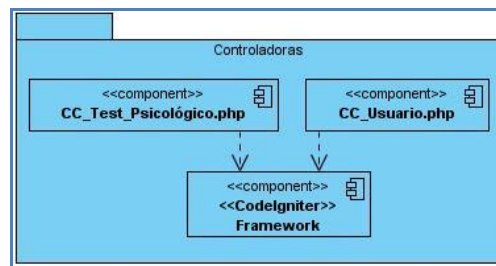 Controladoras
<<component>>
CC_Test_Psicológico.php
<<component>>
CC_Usuario.php
<<component>>
<<CodeIgniter>>
Framework